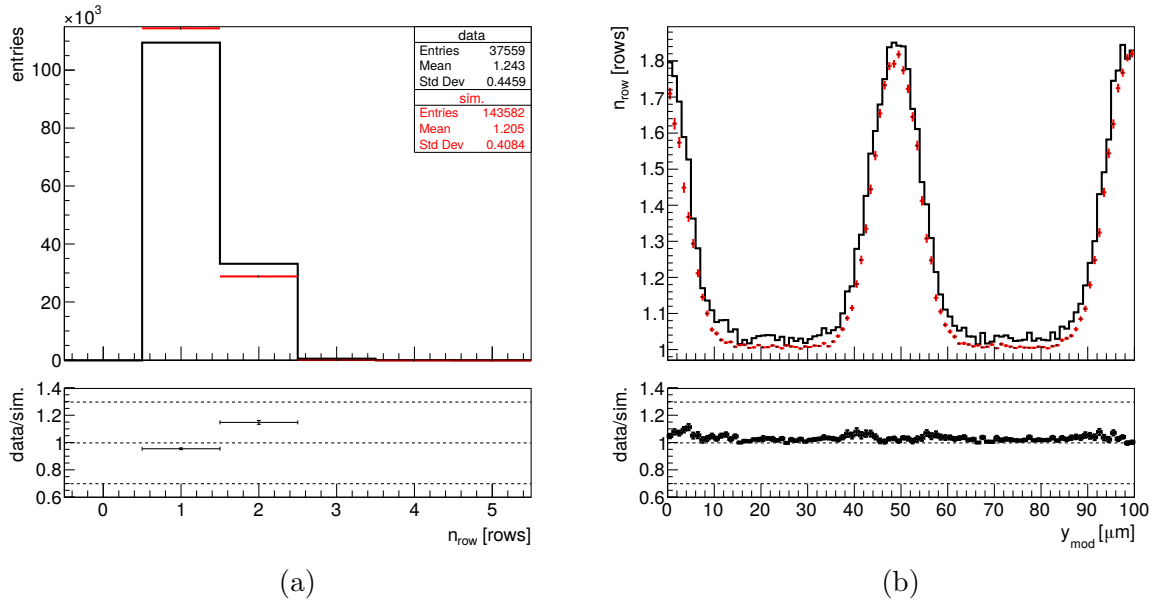 ×10³
entries
100
80
60
40
20
0
data
Entries 37559
Mean 1.243
Std Dev 0.4459
sim.
Entries 143582
Mean 1.205
Std Dev 0.4084
data/sim.
1.4
1.2
1
0.8
0.6
0 1 2 3 4 5
n_row [rows]
(a)
n_row [rows]
1.8
1.7
1.6
1.5
1.4
1.3
1.2
1.1
1
data/sim.
1.4
1.2
1
0.8
0.6
0 10 20 30 40 50 60 70 80 90 100
y_mod [μm]
(b)